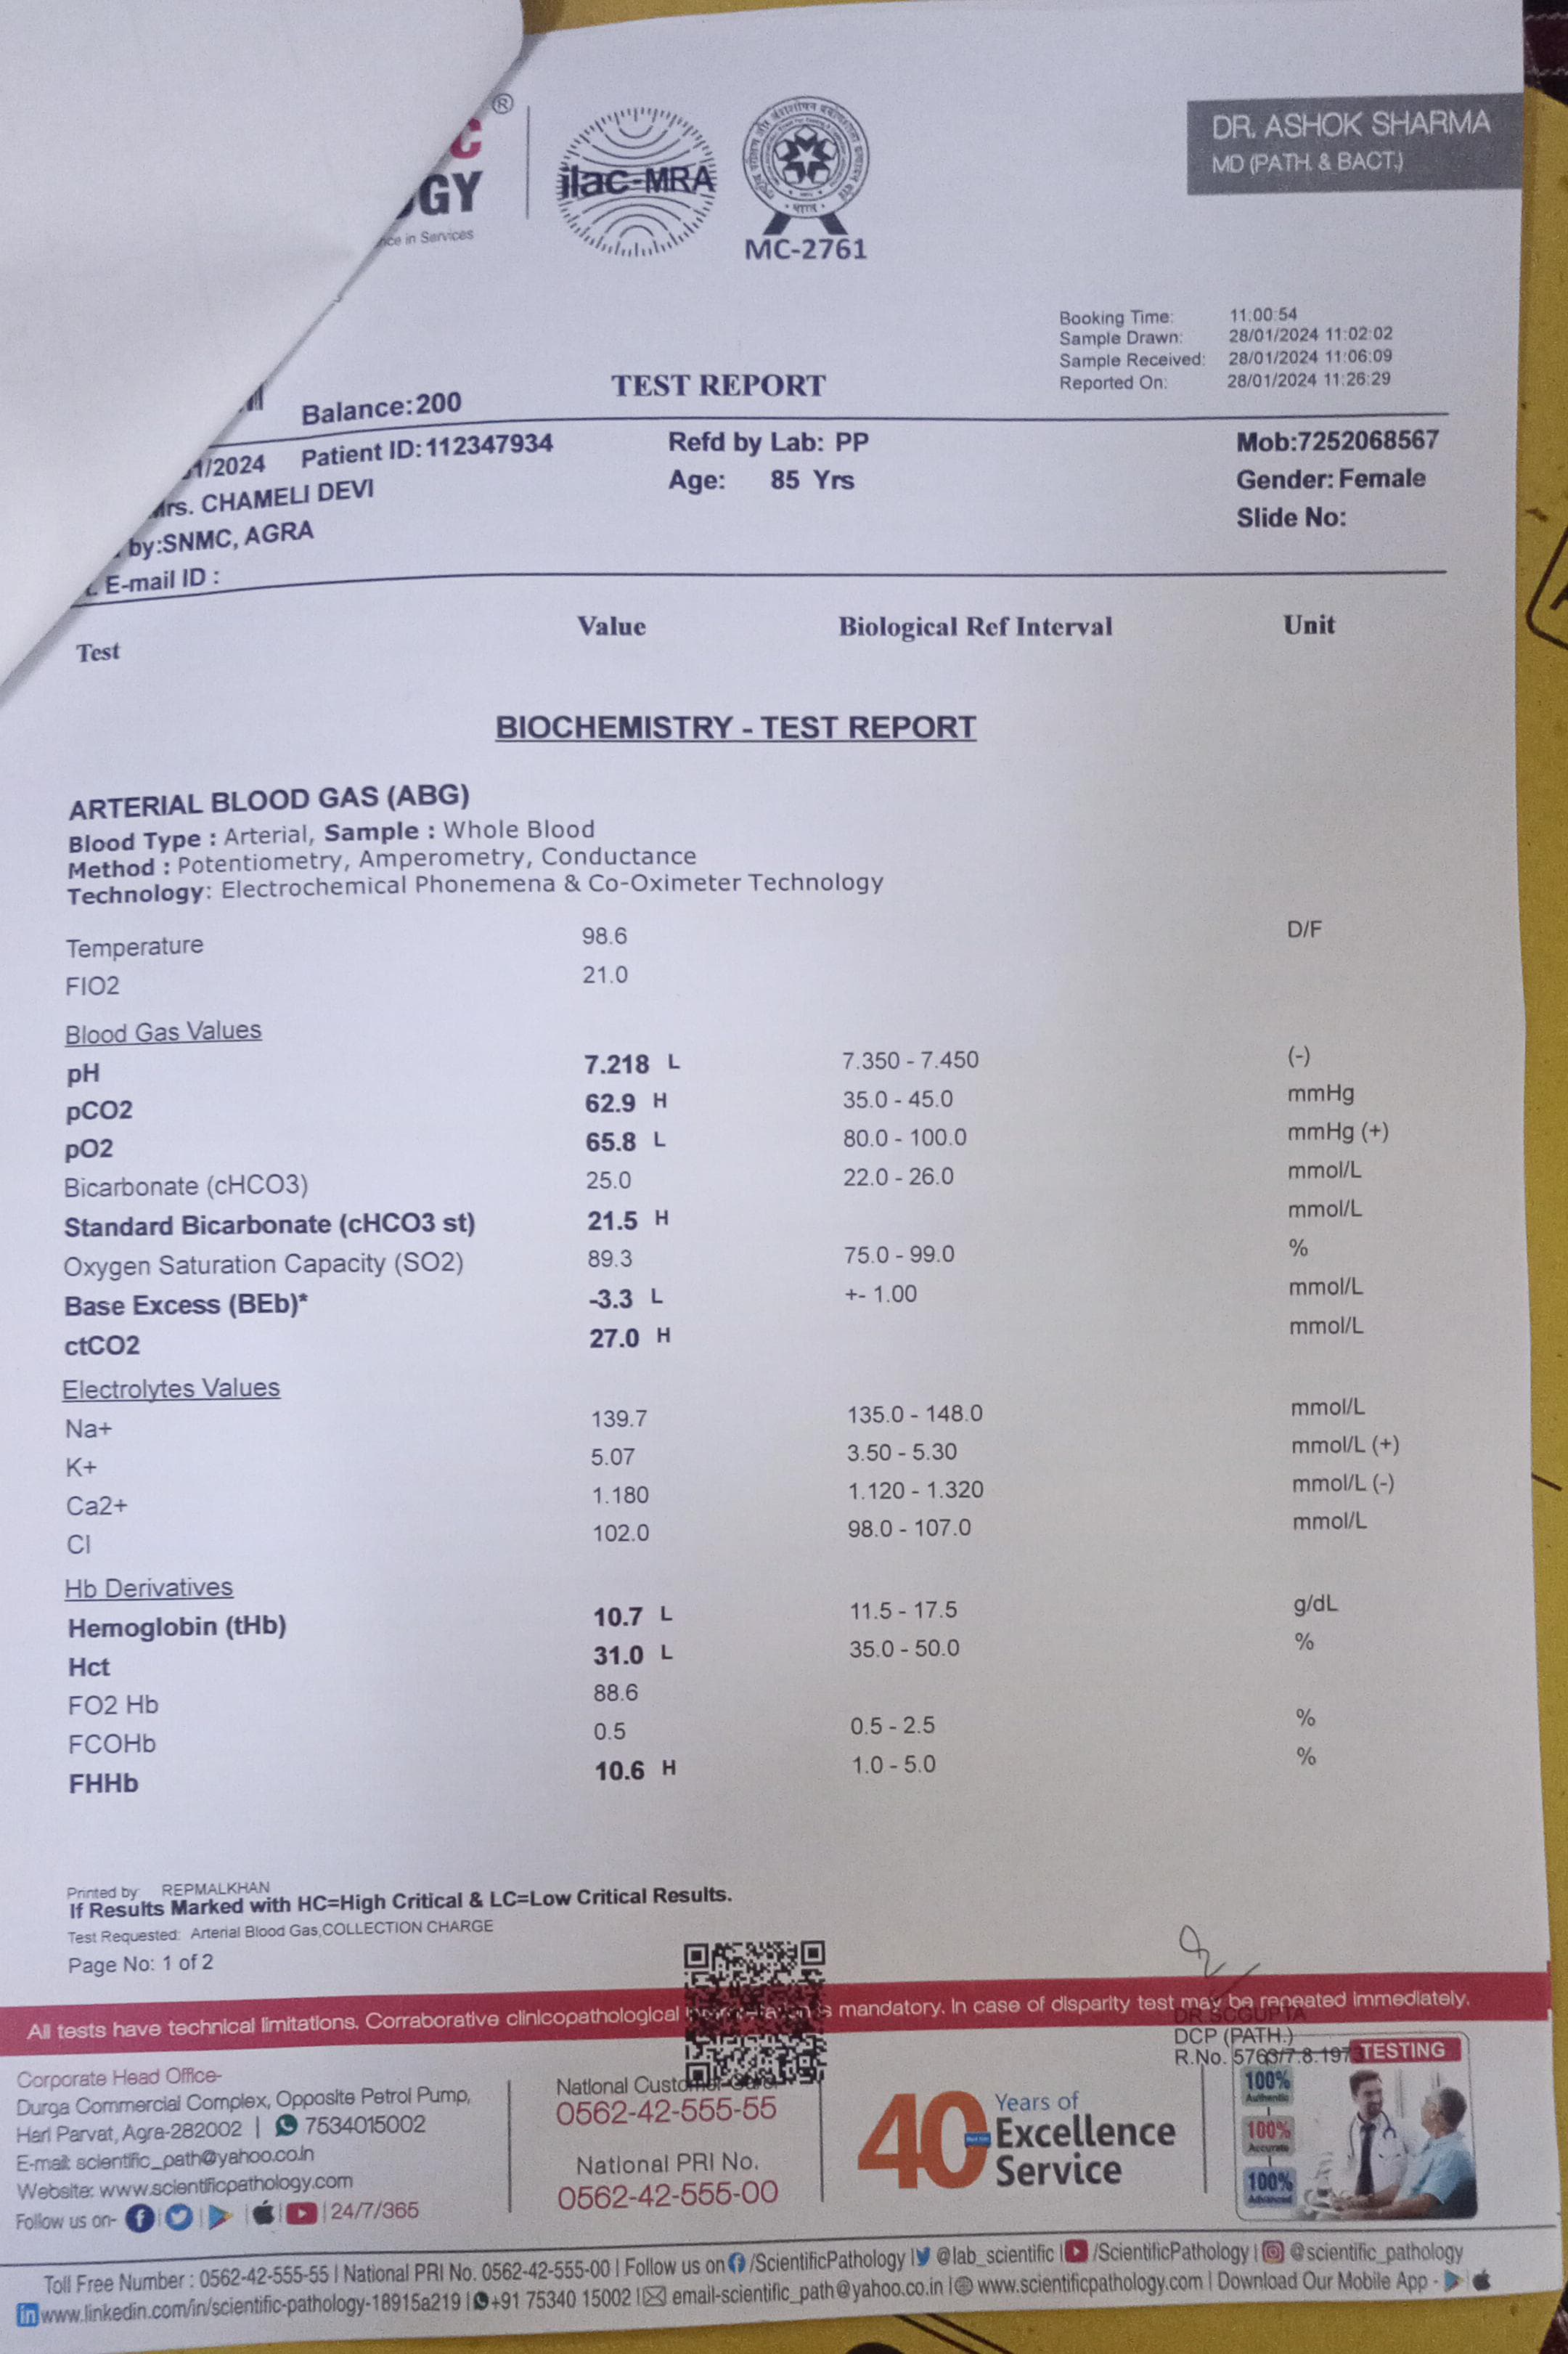 ®
C
GY
ce in Services
ilac-MRA
MC-2761
DR. ASHOK SHARMA
MD (PATH. & BACT.)
Booking Time: 11:00:54
Sample Drawn: 28/01/2024 11:02:02
Sample Received: 28/01/2024 11:06:09
Reported On: 28/01/2024 11:26:29
Balance:200
TEST REPORT
1/2024 Patient ID:112347934 Refd by Lab: PP Mob:7252068567
Mrs. CHAMELI DEVI Age: 85 Yrs Gender: Female
by:SNMC, AGRA Slide No:
E-mail ID :
Test Value Biological Ref Interval Unit
BIOCHEMISTRY - TEST REPORT
ARTERIAL BLOOD GAS (ABG)
Blood Type : Arterial, Sample : Whole Blood
Method : Potentiometry, Amperometry, Conductance
Technology: Electrochemical Phonemena & Co-Oximeter Technology
Temperature 98.6 D/F
FIO2 21.0
Blood Gas Values
pH 7.218 L 7.350 - 7.450 (-)
pCO2 62.9 H 35.0 - 45.0 mmHg
pO2 65.8 L 80.0 - 100.0 mmHg (+)
Bicarbonate (cHCO3) 25.0 22.0 - 26.0 mmol/L
Standard Bicarbonate (cHCO3 st) 21.5 H mmol/L
Oxygen Saturation Capacity (SO2) 89.3 75.0 - 99.0 %
Base Excess (BEb)* -3.3 L +- 1.00 mmol/L
ctCO2 27.0 H mmol/L
Electrolytes Values
Na+ 139.7 135.0 - 148.0 mmol/L
K+ 5.07 3.50 - 5.30 mmol/L (+)
Ca2+ 1.180 1.120 - 1.320 mmol/L (-)
Cl 102.0 98.0 - 107.0 mmol/L
Hb Derivatives
Hemoglobin (tHb) 10.7 L 11.5 - 17.5 g/dL
Hct 31.0 L 35.0 - 50.0 %
FO2 Hb 88.6
FCOHb 0.5 0.5 - 2.5 %
FHHb 10.6 H 1.0 - 5.0 %
Printed by REPMALKHAN
If Results Marked with HC=High Critical & LC=Low Critical Results.
Test Requested: Arterial Blood Gas,COLLECTION CHARGE
Page No: 1 of 2
All tests have technical limitations. Corraborative clinicopathological is mandatory. In case of disparity test may be repeated immediately.
DR.SCGUPTA
DCP (PATH.)
R.No. 5763/7.8.197
TESTING
100%
Authentic
100%
Accurate
100%
Advanced
Corporate Head Office-
Durga Commercial Complex, Opposite Petrol Pump,
Hari Parvat, Agra-282002 | 7534015002
E-mail: scientific_path@yahoo.co.in
Website: www.scientificpathology.com
Follow us on- | 24/7/365
National Customer Care:
0562-42-555-55
National PRI No.
0562-42-555-00
40 Years of
Excellence
Service
Toll Free Number : 0562-42-555-55 | National PRI No. 0562-42-555-00 | Follow us on /ScientificPathology | @lab_scientific | /ScientificPathology | @scientific_pathology
in www.linkedin.com/in/scientific-pathology-18915a219 | +91 75340 15002 | email-scientific_path@yahoo.co.in | www.scientificpathology.com | Download Our Mobile App -